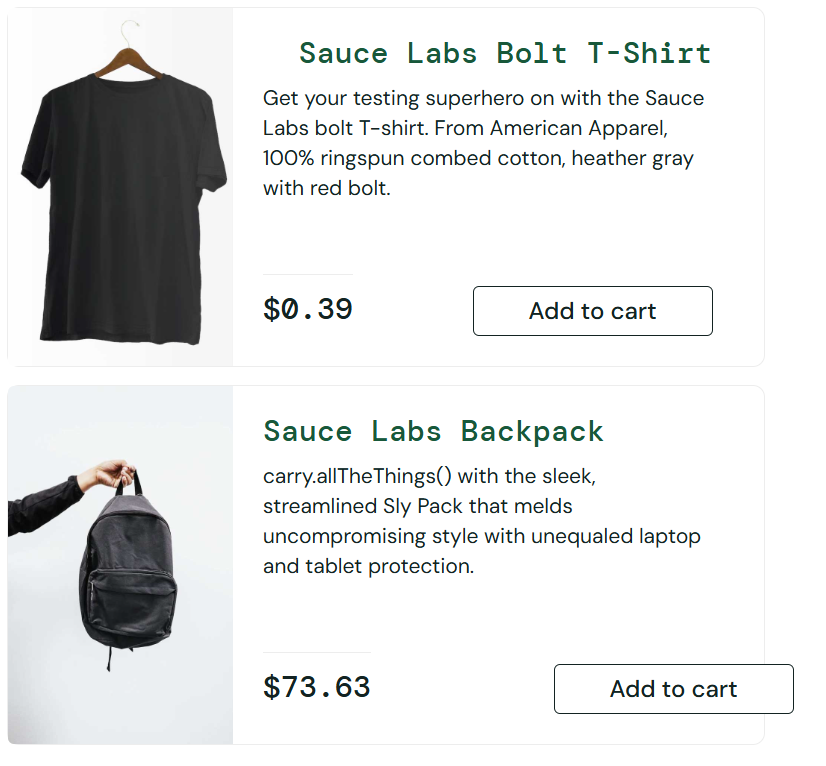 Sauce Labs Bolt T-Shirt
Get your testing superhero on with the Sauce
Labs bolt T-shirt. From American Apparel,
100% ringspun combed cotton, heather gray
with red bolt.
$0.39
Add to cart
Sauce Labs Backpack
carry.allTheThings() with the sleek,
streamlined Sly Pack that melds
uncompromising style with unequaled laptop
and tablet protection.
$73.63
Add to cart